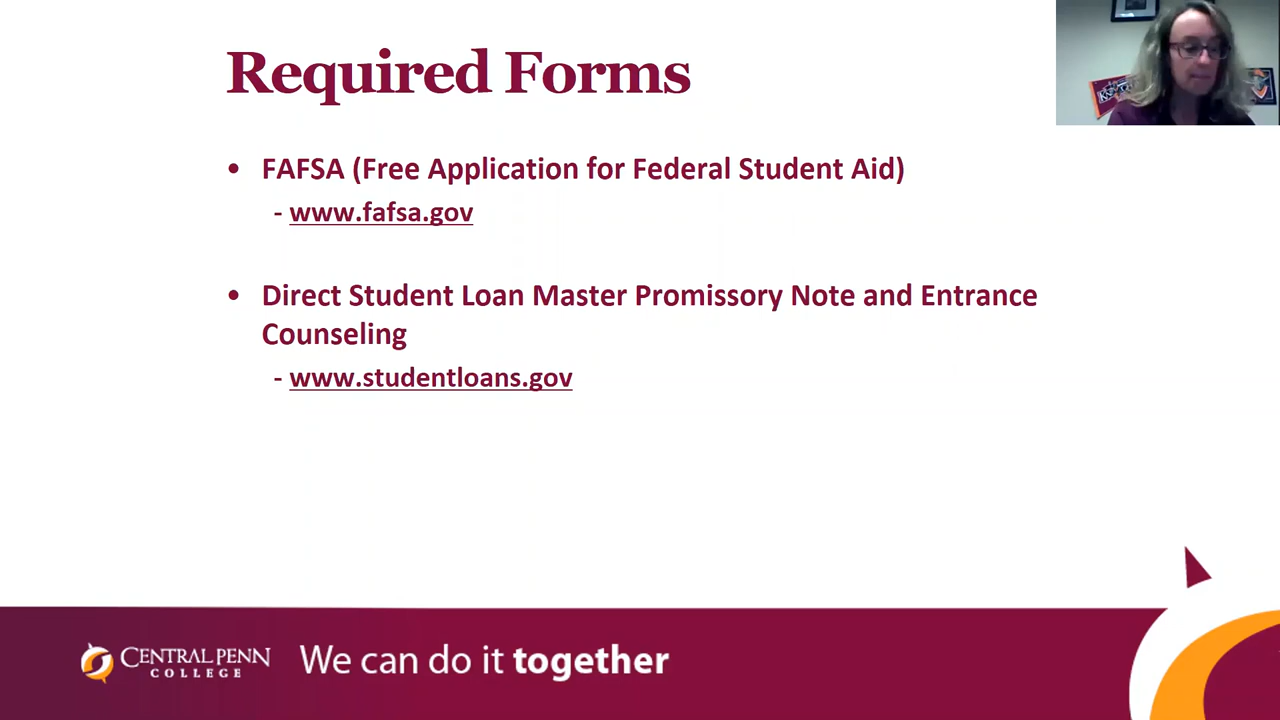 Required Forms
• FAFSA (Free Application for Federal Student Aid)
- www.fafsa.gov
• Direct Student Loan Master Promissory Note and Entrance
Counseling
- www.studentloans.gov
CENTRAL PENN
COLLEGE
We can do it together